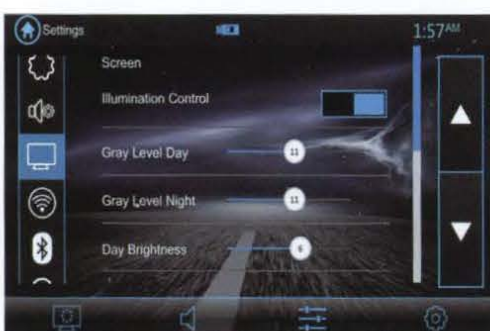 Settings
1:57AM
Screen
Illumination Control
Gray Level Day 11
Gray Level Night 11
Day Brightness 6